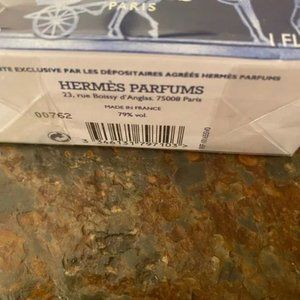 PARIS
EXCLUSIVE PAR LES DÉPOSITAIRES AGRÉÉS HERMÈS PARFUMS
HERMÈS PARFUMS
23, rue Boissy d'Anglas. 75008 Paris
MADE IN FRANCE
79% vol.
00762